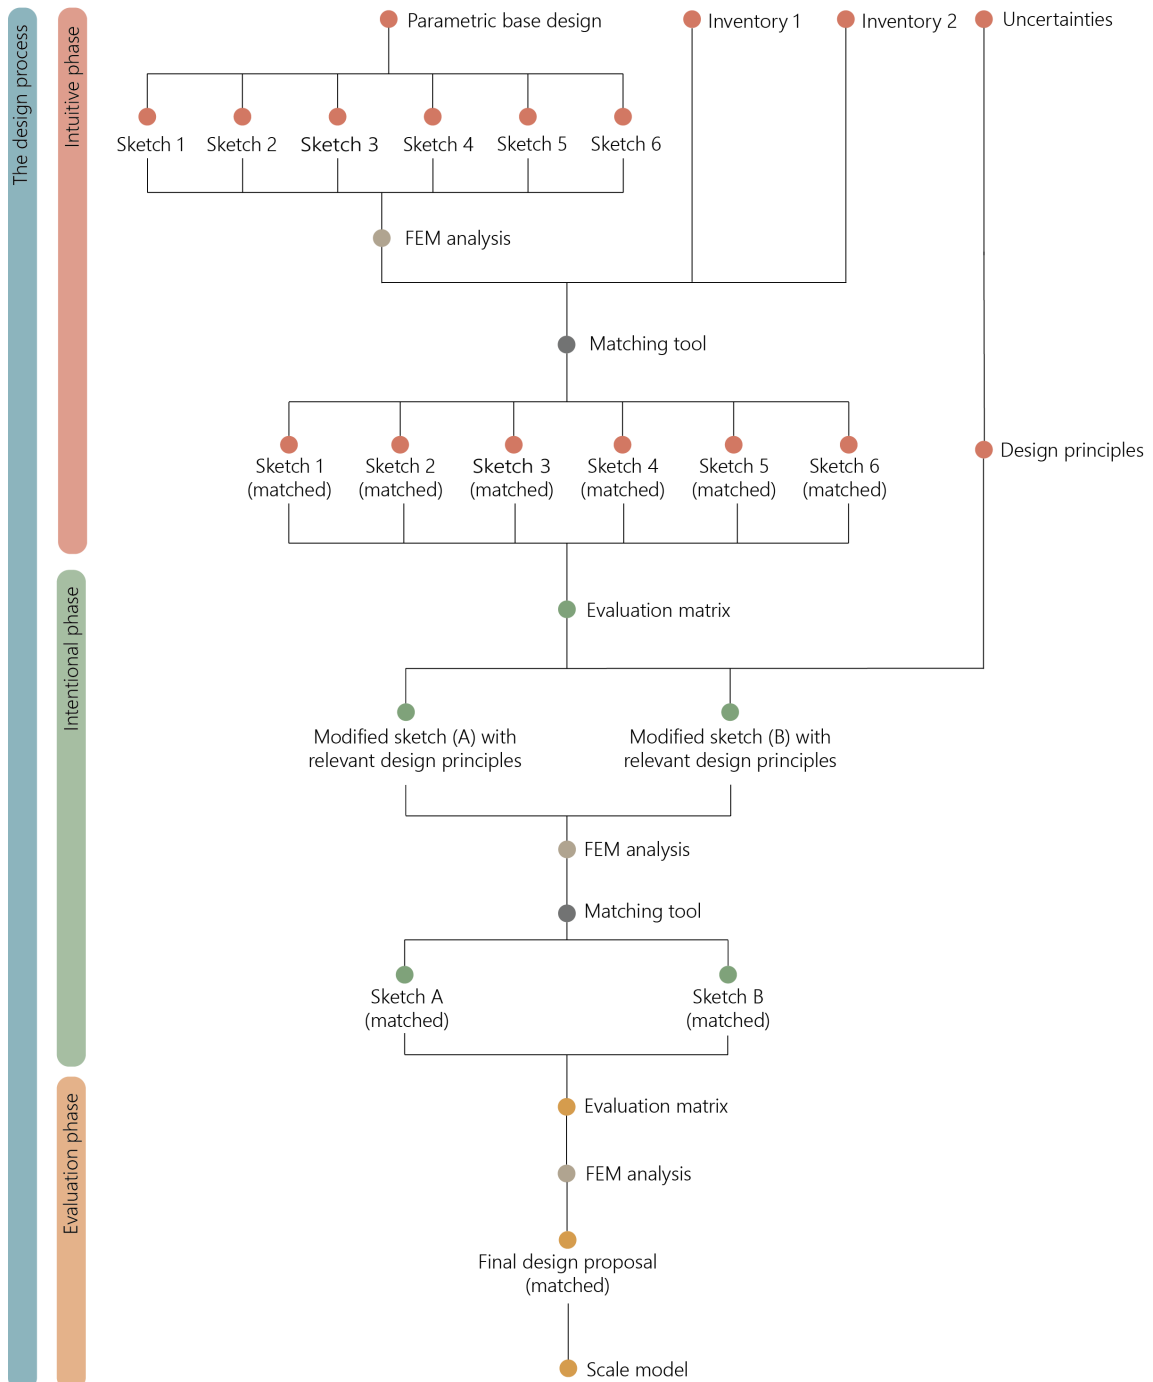 The design process
Intuitive phase
Parametric base design
Inventory 1
Inventory 2
Uncertainties
Sketch 1
Sketch 2
Sketch 3
Sketch 4
Sketch 5
Sketch 6
FEM analysis
Matching tool
Sketch 1
(matched)
Sketch 2
(matched)
Sketch 3
(matched)
Sketch 4
(matched)
Sketch 5
(matched)
Sketch 6
(matched)
Design principles
Intentional phase
Evaluation matrix
Modified sketch (A) with
relevant design principles
Modified sketch (B) with
relevant design principles
FEM analysis
Matching tool
Sketch A
(matched)
Sketch B
(matched)
Evaluation phase
Evaluation matrix
FEM analysis
Final design proposal
(matched)
Scale model